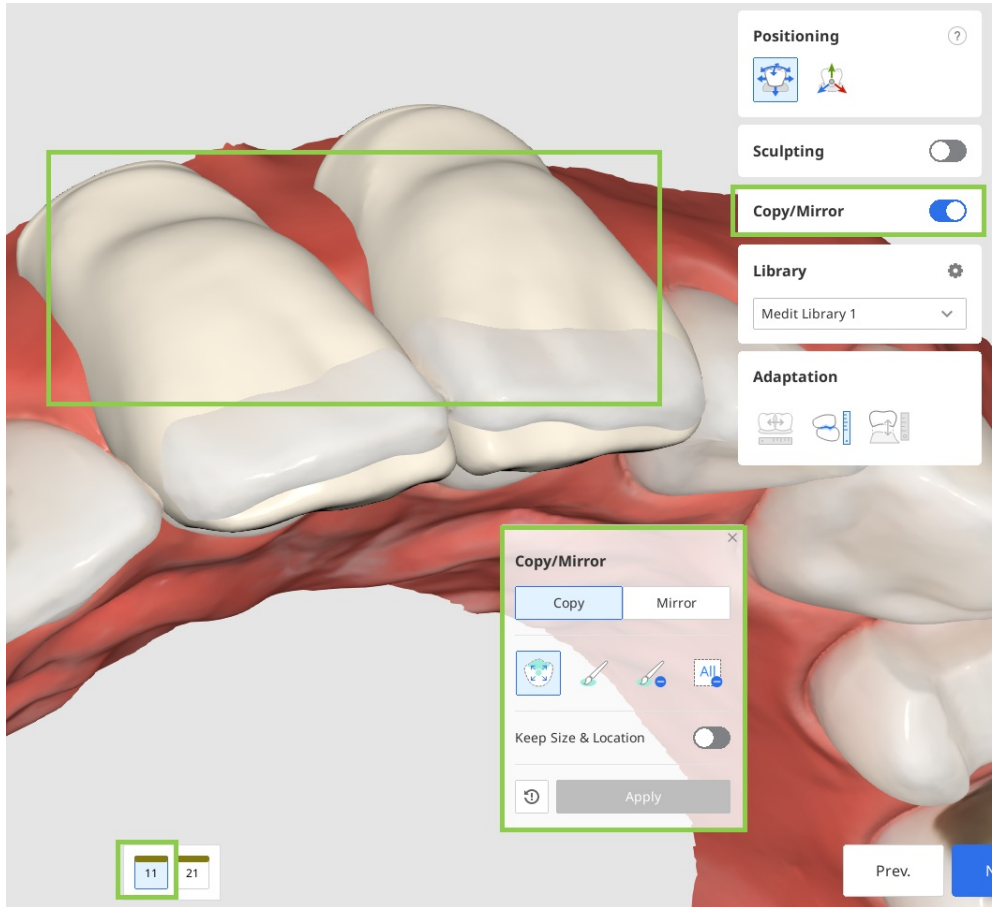 Positioning
?
Sculpting
Copy/Mirror
Library
Medit Library 1
Adaptation
Copy/Mirror
Copy
Mirror
All
Keep Size & Location
Apply
11
21
Prev.